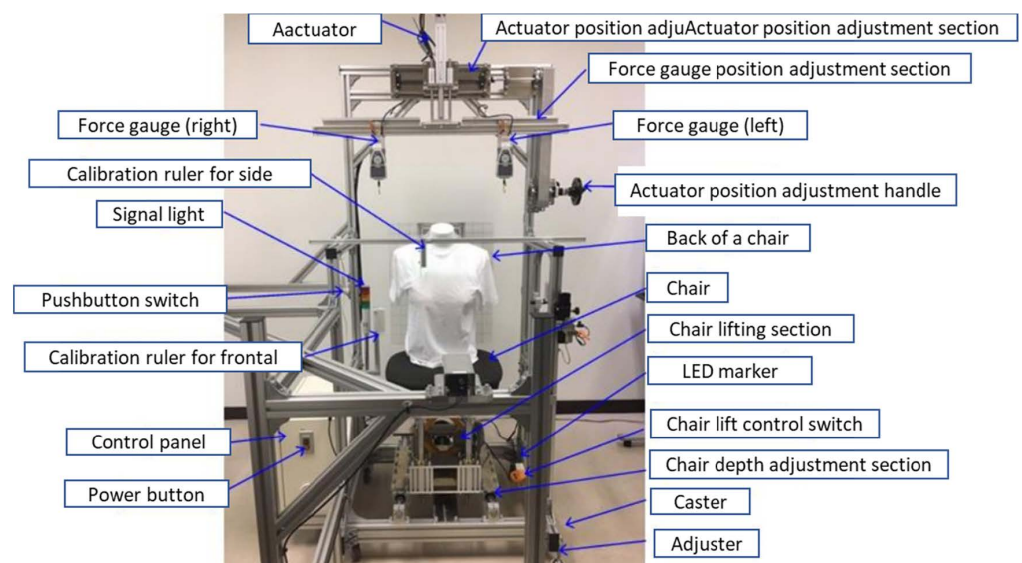 Aactuator
Actuator position adjuActuator position adjustment section
Force gauge position adjustment section
Force gauge (right)
Force gauge (left)
Calibration ruler for side
Actuator position adjustment handle
Signal light
Back of a chair
Pushbutton switch
Chair
Chair lifting section
Calibration ruler for frontal
LED marker
Control panel
Chair lift control switch
Chair depth adjustment section
Power button
Caster
Adjuster